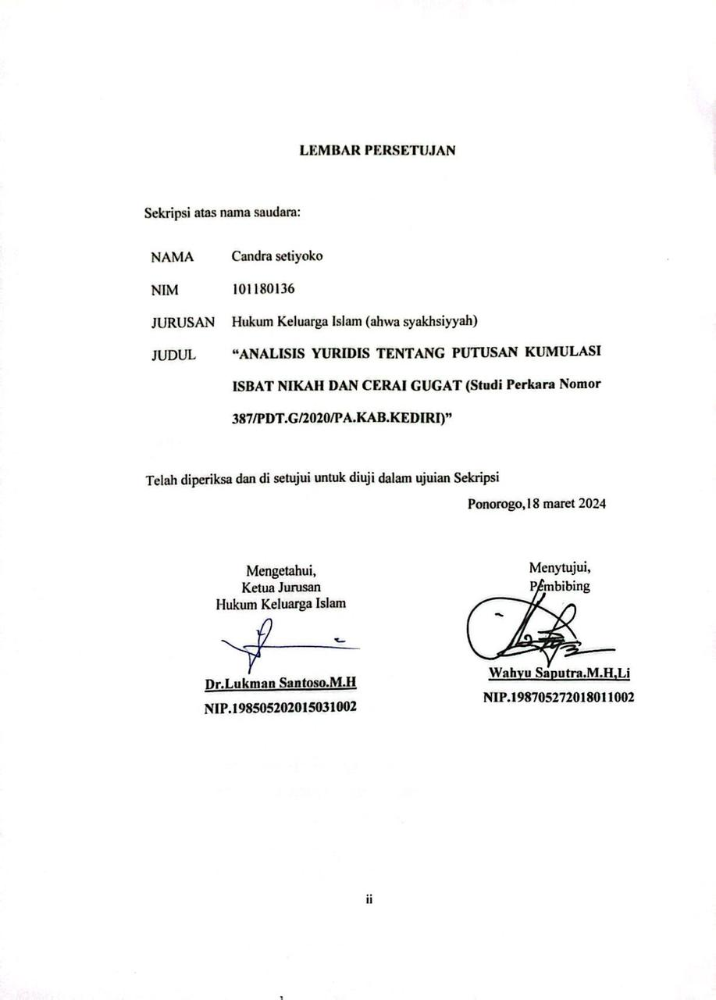 LEMBAR PERSETUJAN
Sekripsi atas nama saudara:
NAMA Candra setiyoko
NIM 101180136
JURUSAN Hukum Keluarga Islam (ahwa syakhsiyyah)
JUDUL “ANALISIS YURIDIS TENTANG PUTUSAN KUMULASI
ISBAT NIKAH DAN CERAI GUGAT (Studi Perkara Nomor
387/PDT.G/2020/PA.KAB.KEDIRI)”
Telah diperiksa dan di setujui untuk diuji dalam ujuian Sekripsi
Ponorogo,18 maret 2024
Mengetahui,
Ketua Jurusan
Hukum Keluarga Islam
Dr.Lukman Santoso.M.H
NIP.198505202015031002
Menytujui,
Pembibing
Wahyu Saputra.M.H,Li
NIP.198705272018011002
ii